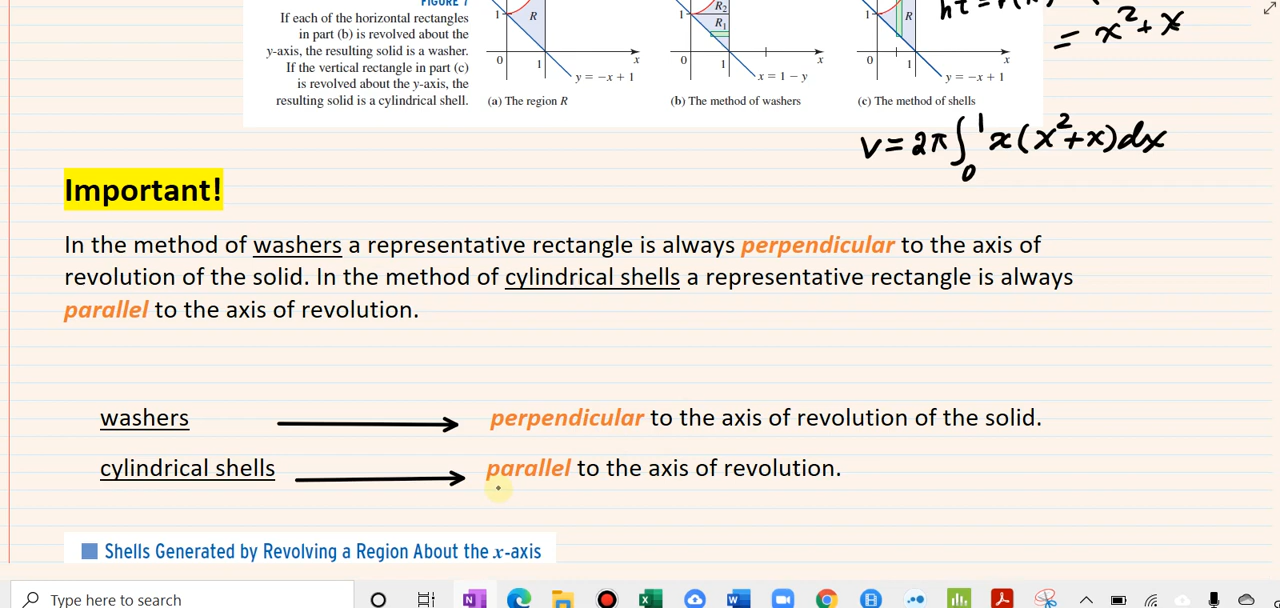 FIGURE 7
If each of the horizontal rectangles
in part (b) is revolved about the
y-axis, the resulting solid is a washer.
If the vertical rectangle in part (c)
is revolved about the y-axis, the
resulting solid is a cylindrical shell.
1
R
0
1
x
y = −x + 1
(a) The region R
1
R2
R1
0
1
x
x = 1 − y
(b) The method of washers
1
R
0
1
x
y = −x + 1
(c) The method of shells
= x² + x
V = 2π ∫₀¹ x(x²+x)dx
Important!
In the method of washers a representative rectangle is always perpendicular to the axis of
revolution of the solid. In the method of cylindrical shells a representative rectangle is always
parallel to the axis of revolution.
washers perpendicular to the axis of revolution of the solid.
cylindrical shells parallel to the axis of revolution.
Shells Generated by Revolving a Region About the x-axis
Type here to search